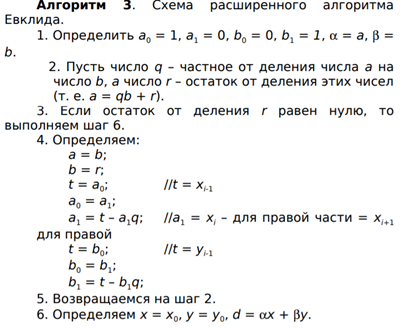 Алгоритм 3. Схема расширенного алгоритма
Евклида.
1. Определить a₀ = 1, a₁ = 0, b₀ = 0, b₁ = 1, α = a, β =
b.
2. Пусть число q – частное от деления числа a на
число b, а число r – остаток от деления этих чисел
(т. е. a = qb + r).
3. Если остаток от деления r равен нулю, то
выполняем шаг 6.
4. Определяем:
a = b;
b = r;
t = a₀; //t = xᵢ₋₁
a₀ = a₁;
a₁ = t – a₁q; //a₁ = xᵢ – для правой части = xᵢ₊₁
для правой
t = b₀; //t = yᵢ₋₁
b₀ = b₁;
b₁ = t – b₁q;
5. Возвращаемся на шаг 2.
6. Определяем x = x₀, y = y₀, d = αx + βy.